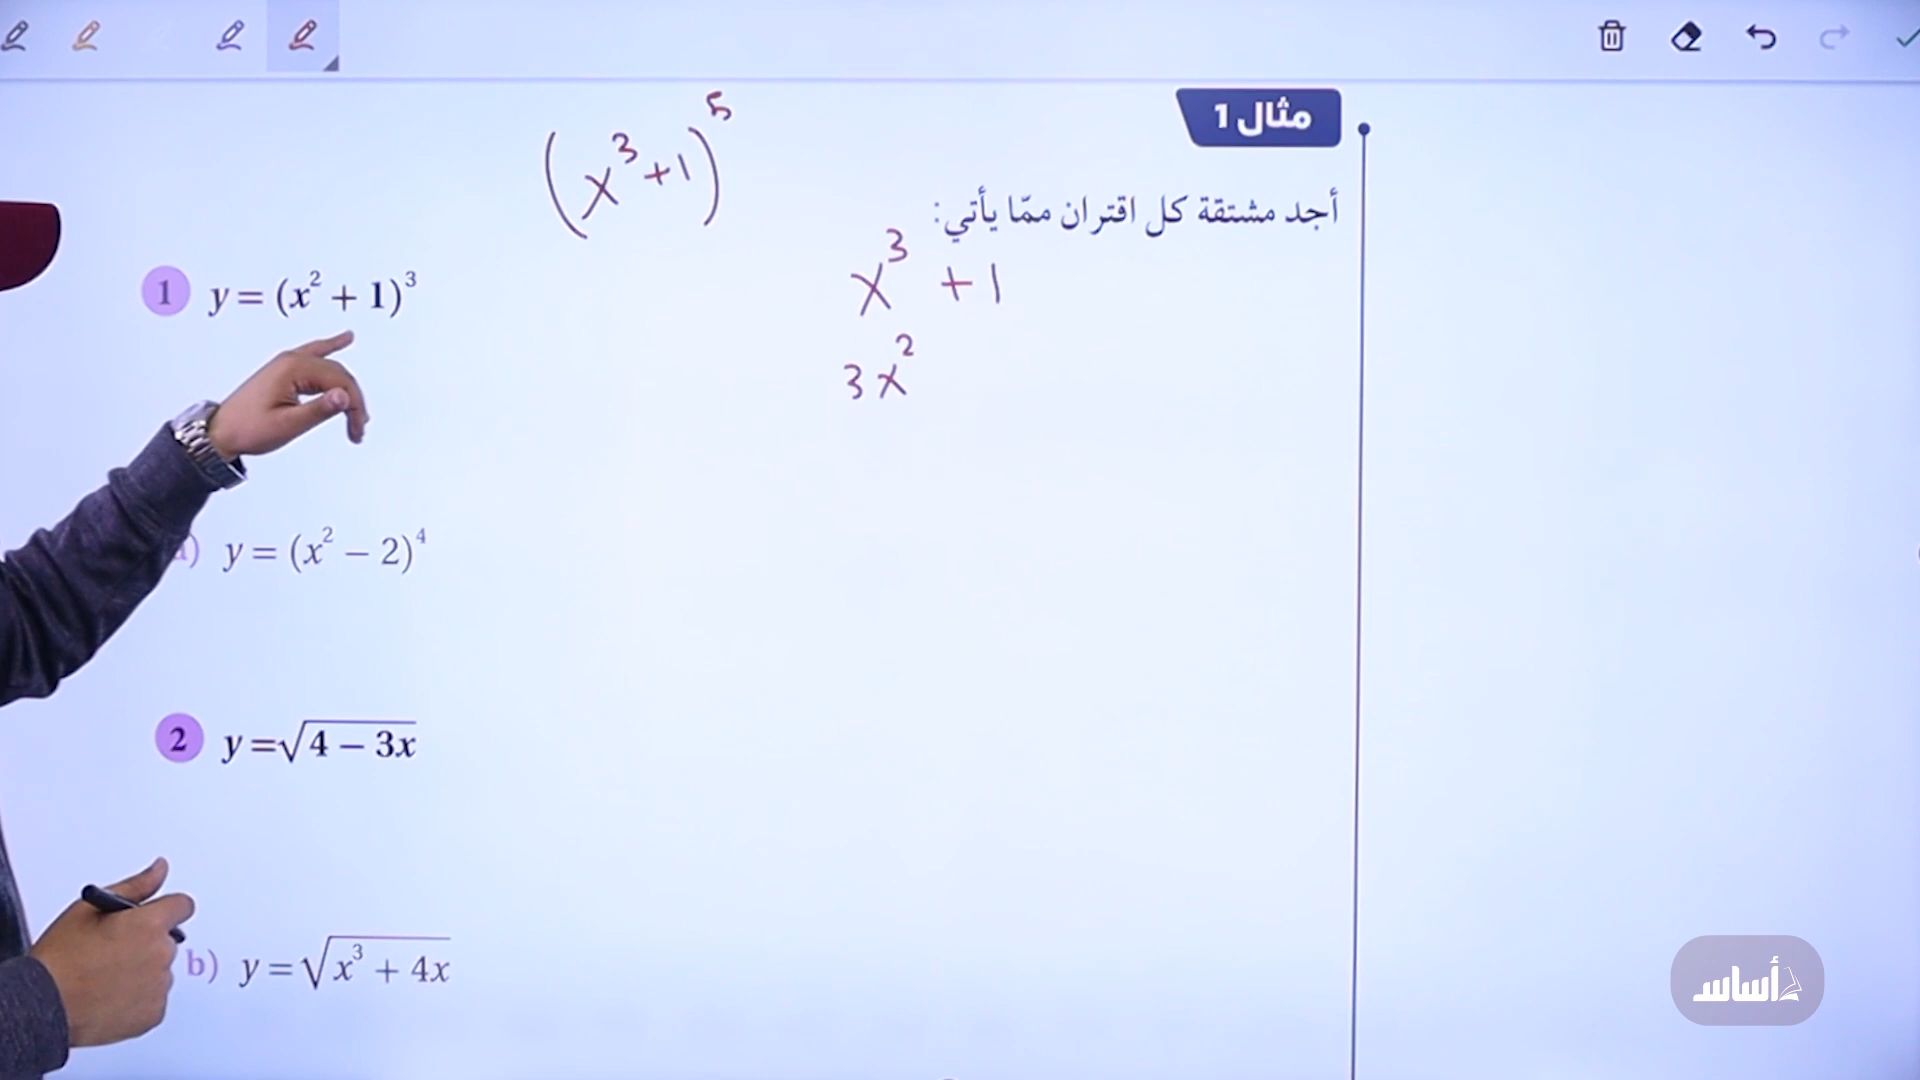 مثال 1
(x³+1)⁵
أجد مشتقة كل اقتران ممّا يأتي:
x³ + 1
1 y = (x² + 1)³
3x²
a) y = (x² − 2)⁴
2 y = √(4 − 3x)
b) y = √(x³ + 4x)
أساس